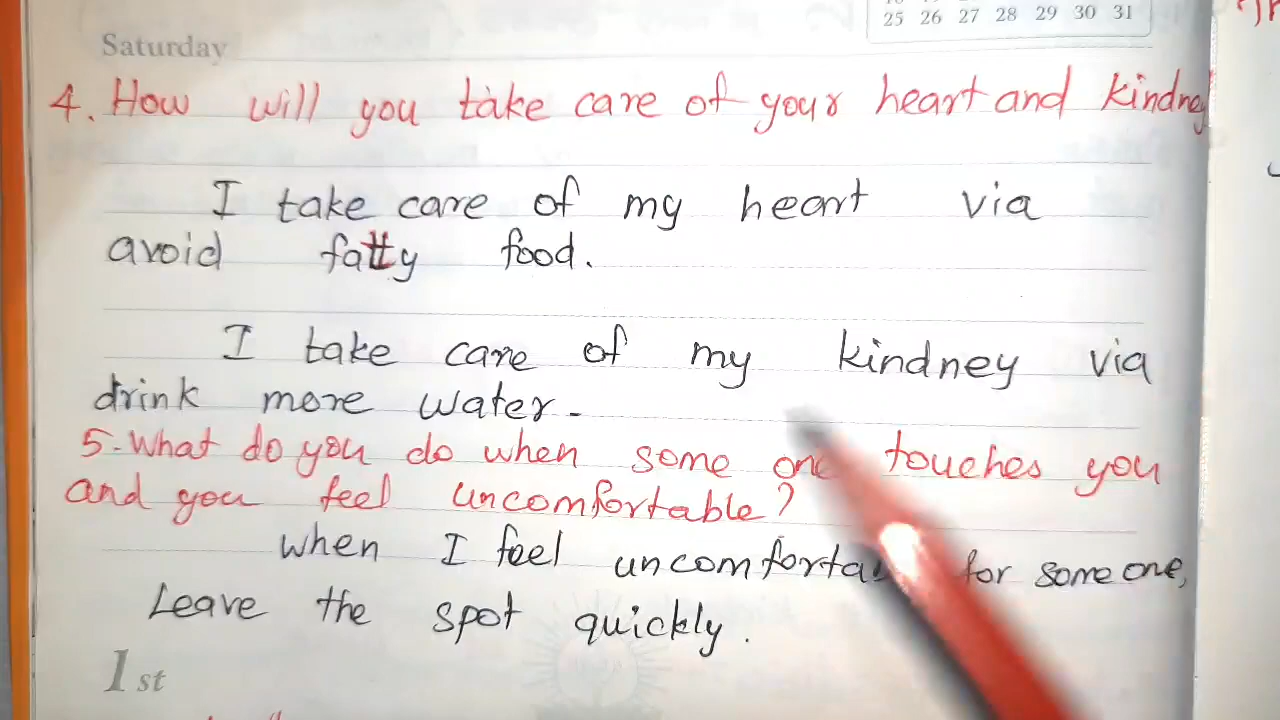 25 26 27 28 29 30 31
Saturday
4. How will you take care of your heart and kindney
I take care of my heart via
avoid fatty food.
I take care of my kindney via
drink more water.
5. What do you do when some one touches you
and you feel uncomfortable?
when I feel for someone,
Leave the spot quickly.
1st